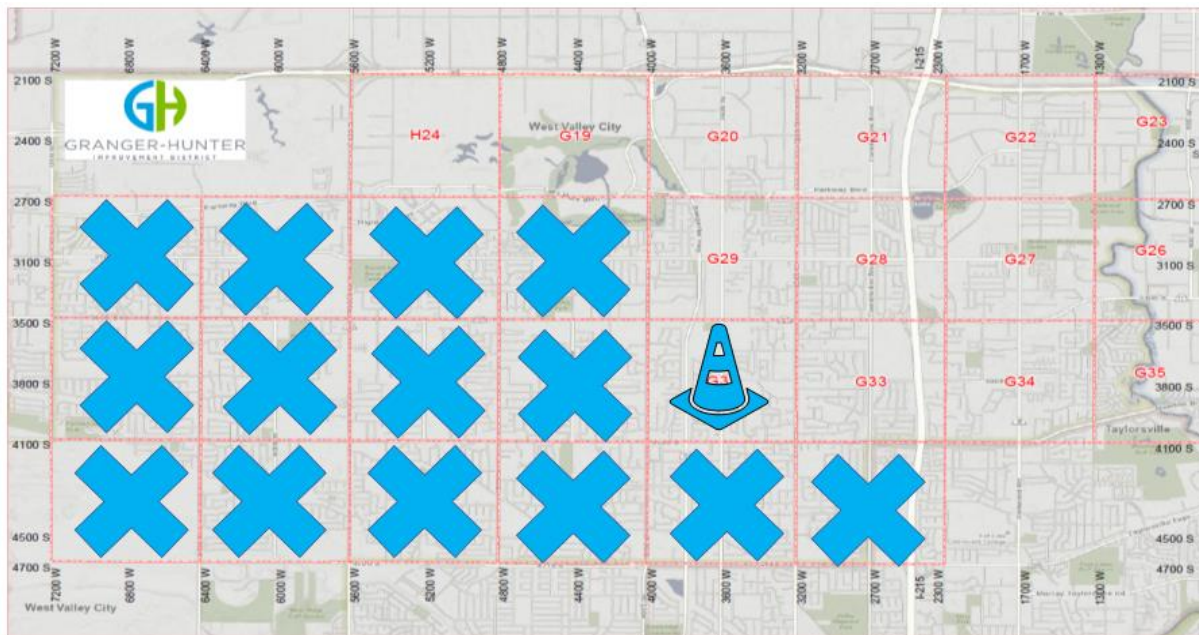 7200 W
6800 W
6400 W
6000 W
5600 W
5200 W
4800 W
4400 W
4000 W
3600 W
3200 W
2700 W
I-215
2300 W
1700 W
1300 W
2100 S
2100 S
GH
GRANGER-HUNTER
IMPROVEMENT DISTRICT
2400 S
H24
G19
West Valley City
G20
G21
G22
G23
2400 S
2700 S
Parkway Blvd
2700 S
3100 S
G29
G28
G27
G26
3100 S
3500 S
3500 S
3800 S
G3
G33
G34
G35
3800 S
4100 S
Taylorsville
4100 S
4500 S
4500 S
4700 S
4700 S
7200 W
6800 W
6400 W
6000 W
5600 W
5200 W
4800 W
4400 W
4000 W
3600 W
3200 W
2700 W
I-215
2300 W
1700 W
1300 W
West Valley City